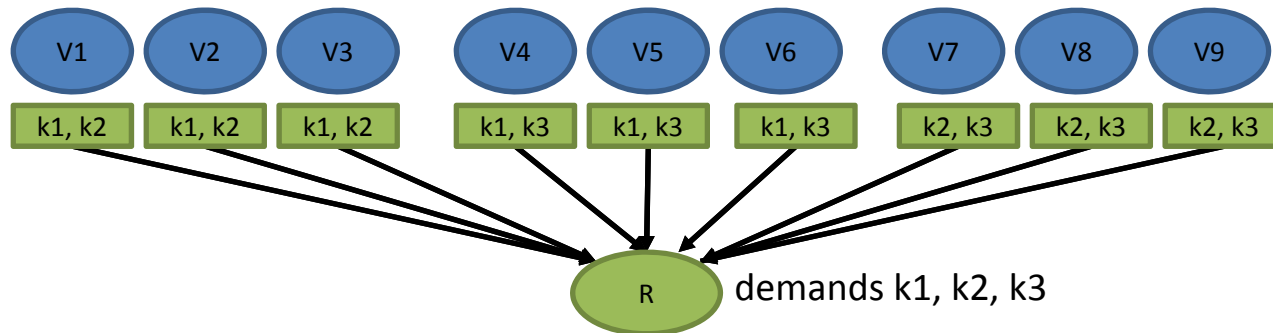 V1 V2 V3 V4 V5 V6 V7 V8 V9
k1, k2 k1, k2 k1, k2 k1, k3 k1, k3 k1, k3 k2, k3 k2, k3 k2, k3
R demands k1, k2, k3